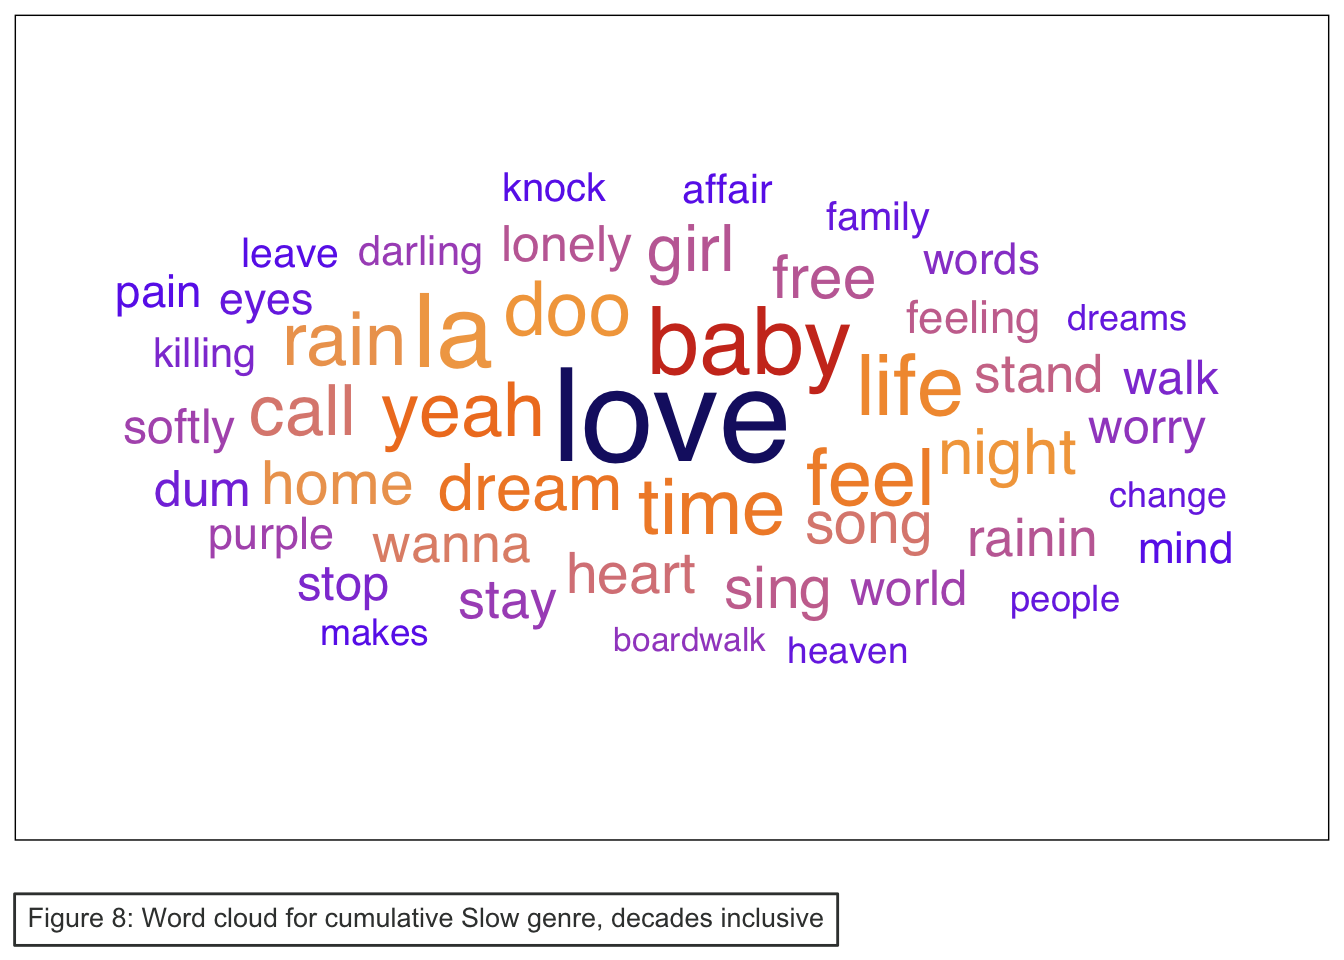 knock affair
family
leave darling lonely girl free words
pain eyes rain la doo baby feeling dreams
killing life stand walk
softly call yeah love worry
dum home dream time feel night change
purple wanna song rainin mind
stop stay heart sing world people
makes boardwalk heaven
Figure 8: Word cloud for cumulative Slow genre, decades inclusive